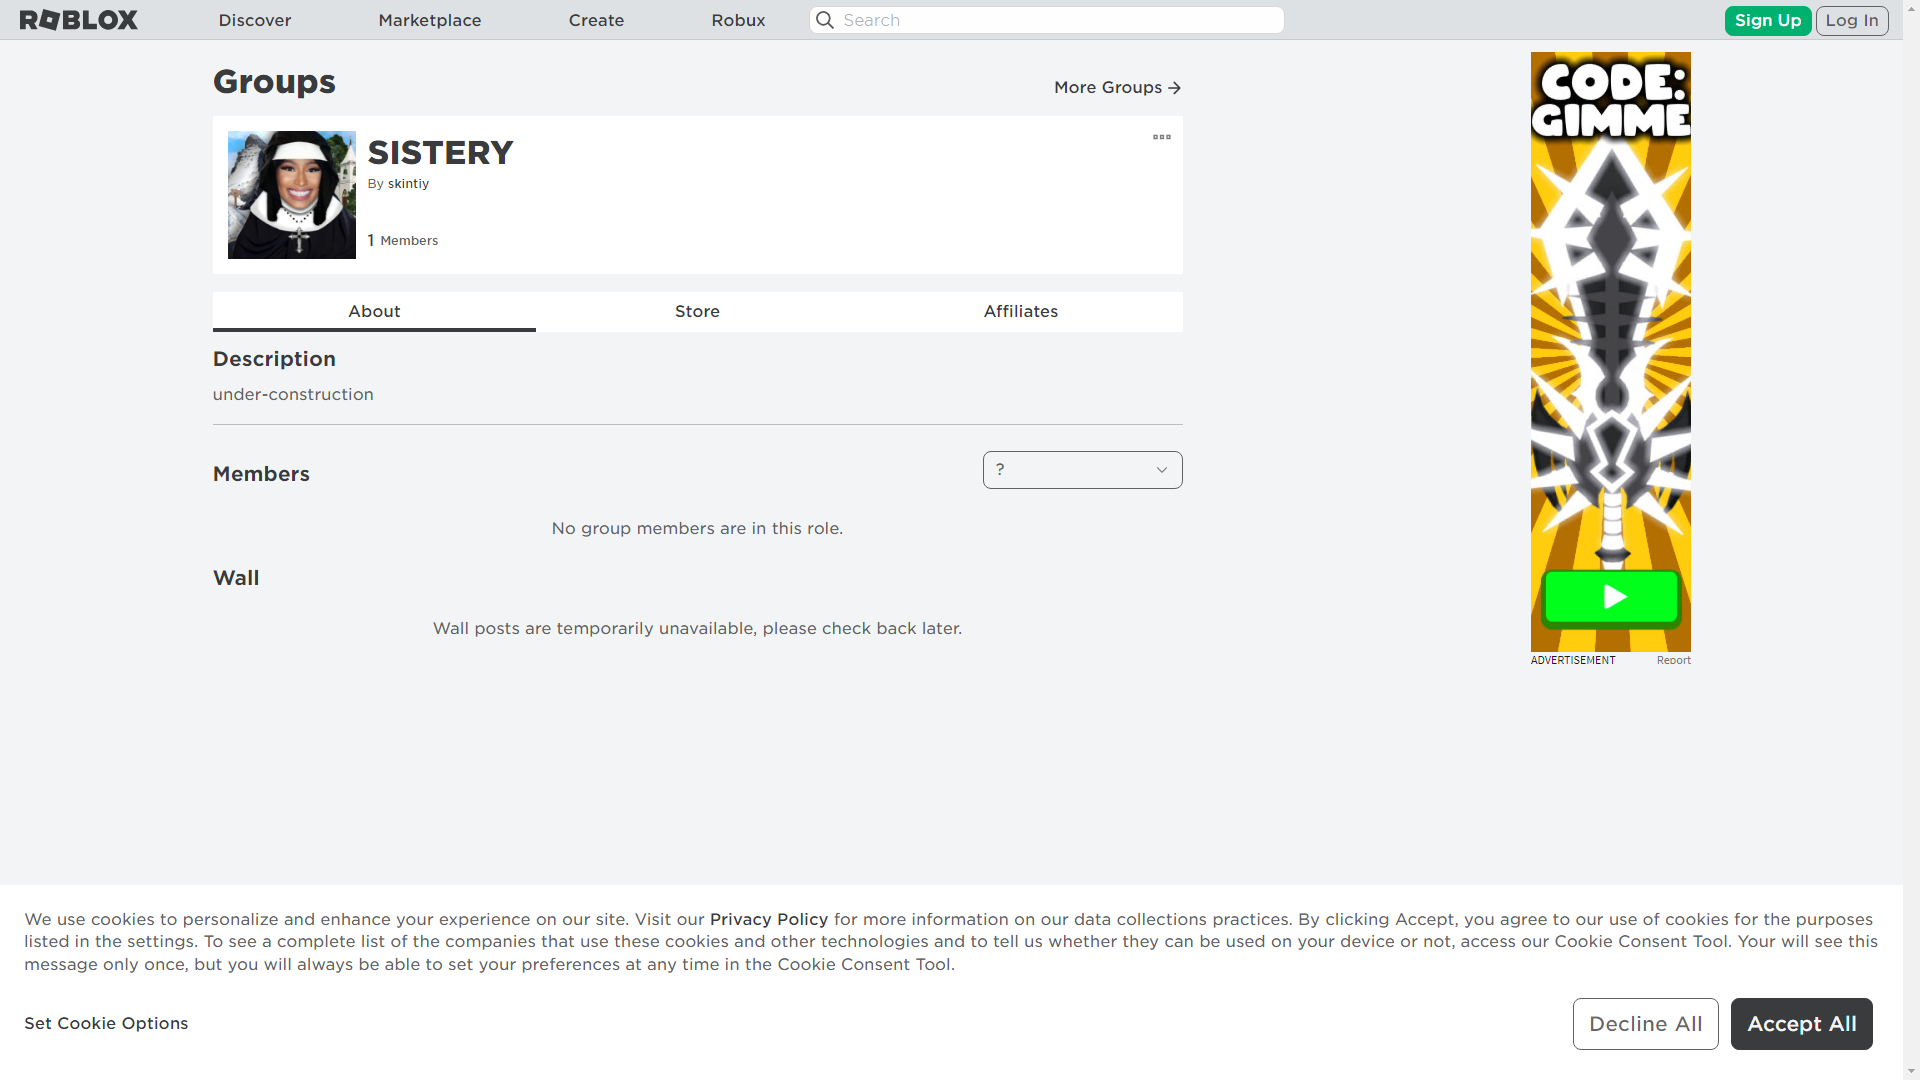 ROBLOX
Discover
Marketplace
Create
Robux
Search
Sign Up
Log In
Groups
More Groups
SISTERY
By skintiy
1 Members
About
Store
Affiliates
Description
under-construction
Members
?
No group members are in this role.
Wall
Wall posts are temporarily unavailable, please check back later.
CODE:
GIMME
ADVERTISEMENT
Report
We use cookies to personalize and enhance your experience on our site. Visit our Privacy Policy for more information on our data collections practices. By clicking Accept, you agree to our use of cookies for the purposes
listed in the settings. To see a complete list of the companies that use these cookies and other technologies and to tell us whether they can be used on your device or not, access our Cookie Consent Tool. Your will see this
message only once, but you will always be able to set your preferences at any time in the Cookie Consent Tool.
Set Cookie Options
Decline All
Accept All